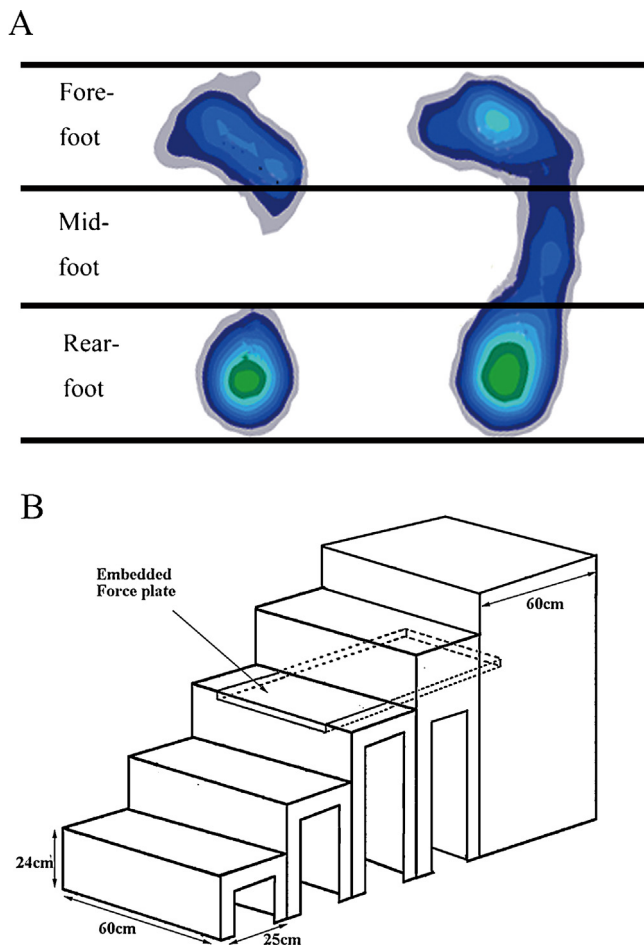 A
Fore-
foot
Mid-
foot
Rear-
foot
B
Embedded
Force plate
60cm
24cm
60cm
25cm